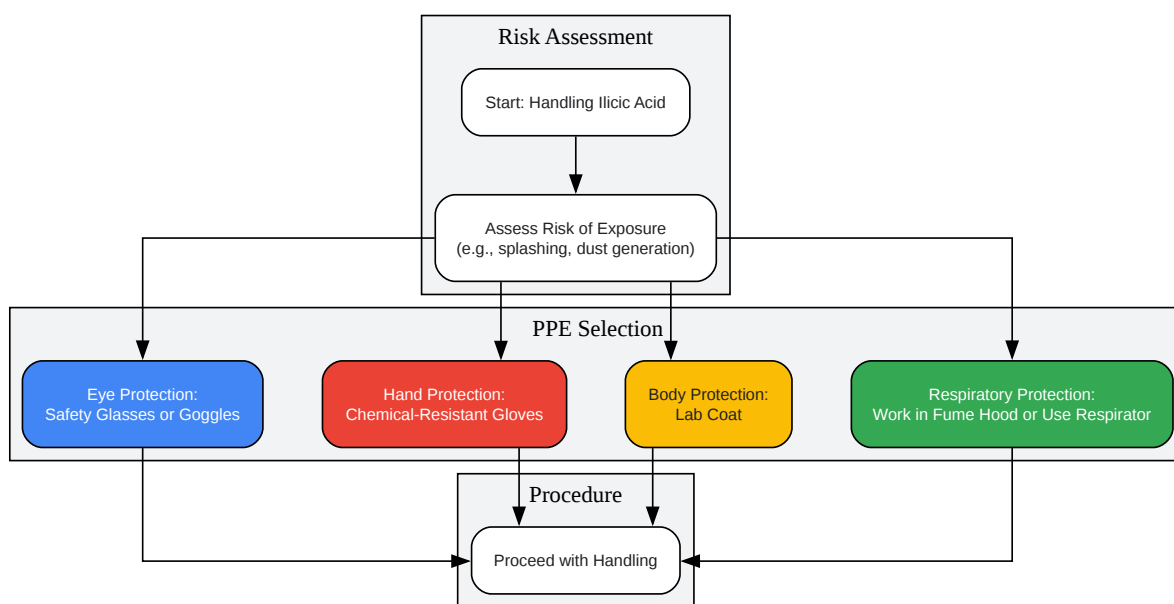 Risk Assessment
Start: Handling Ilicic Acid
Assess Risk of Exposure
(e.g., splashing, dust generation)
PPE Selection
Eye Protection:
Safety Glasses or Goggles
Hand Protection:
Chemical-Resistant Gloves
Body Protection:
Lab Coat
Respiratory Protection:
Work in Fume Hood or Use Respirator
Procedure
Proceed with Handling